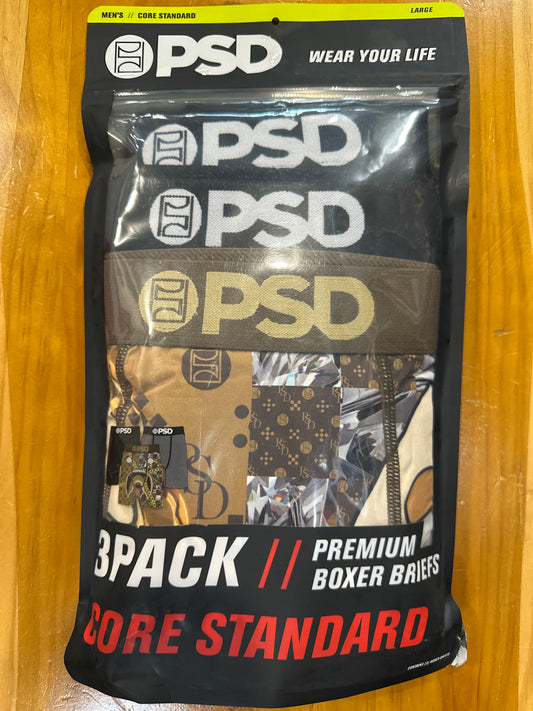 MEN'S // CORE STANDARD
LARGE
PSD
WEAR YOUR LIFE
PSD
PSD
PSD
PSD
PSD
SD
3PACK // PREMIUM
BOXER BRIEFS
CORE STANDARD